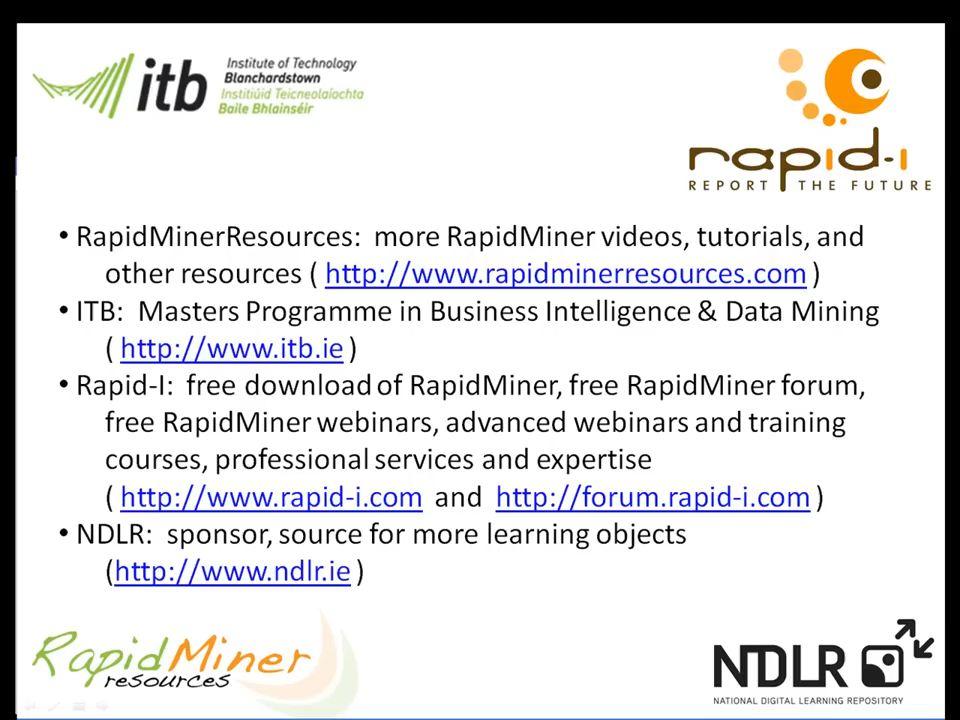 itb
Institute of Technology
Blanchardstown
Institiúid Teicneolaíochta
Baile Bhlainséir
rapid-i
REPORT THE FUTURE
• RapidMinerResources: more RapidMiner videos, tutorials, and
other resources ( http://www.rapidminerresources.com )
• ITB: Masters Programme in Business Intelligence & Data Mining
( http://www.itb.ie )
• Rapid-I: free download of RapidMiner, free RapidMiner forum,
free RapidMiner webinars, advanced webinars and training
courses, professional services and expertise
( http://www.rapid-i.com and http://forum.rapid-i.com )
• NDLR: sponsor, source for more learning objects
(http://www.ndlr.ie )
RapidMiner
resources
NDLR
NATIONAL DIGITAL LEARNING REPOSITORY